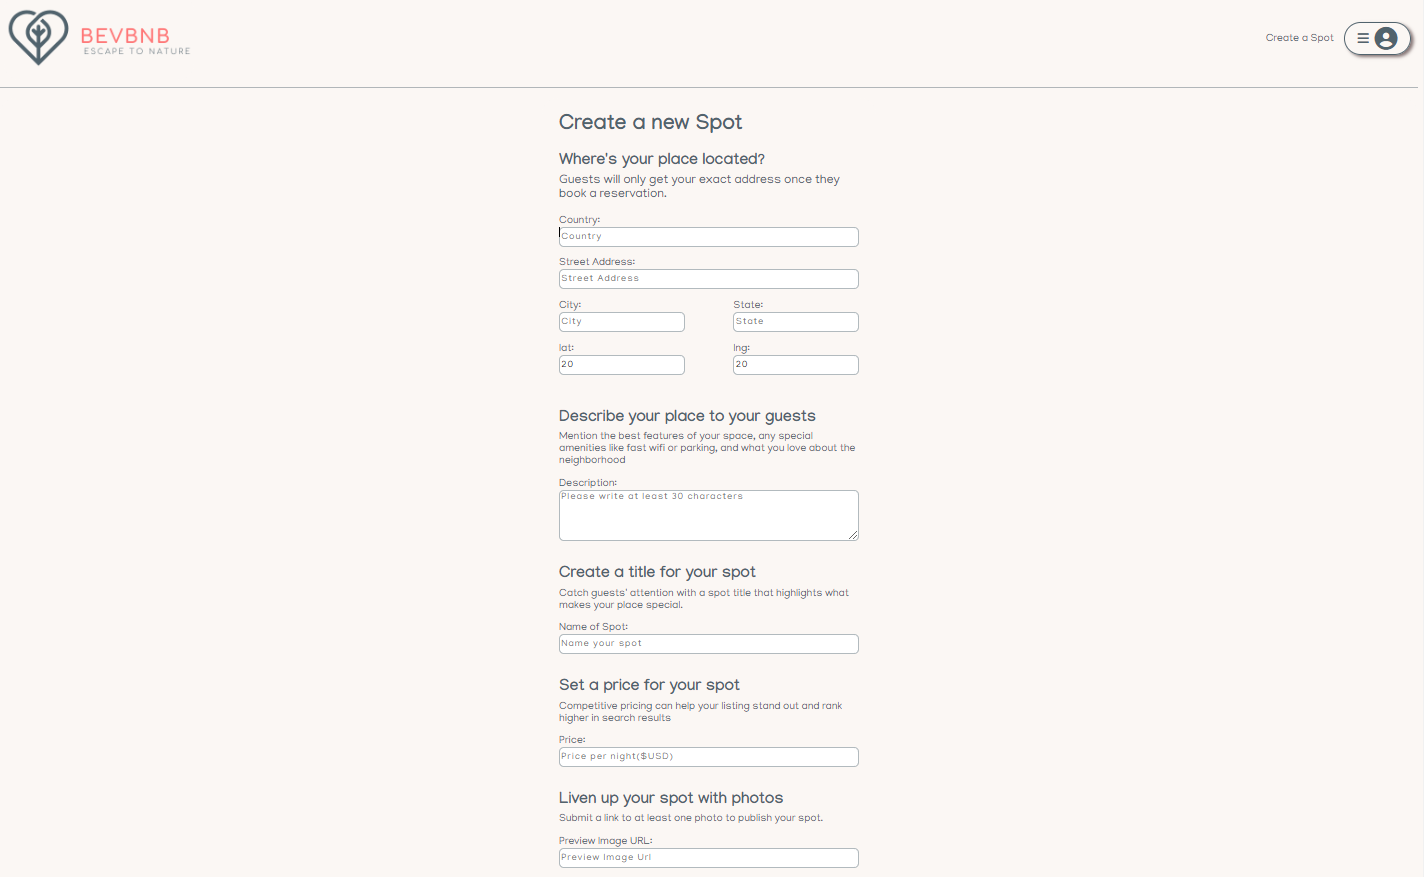 BEVBNB
ESCAPE TO NATURE
Create a Spot
Create a new Spot
Where's your place located?
Guests will only get your exact address once they
book a reservation.
Country:
Country
Street Address:
Street Address
City:
State:
City
State
lat:
lng:
20
20
Describe your place to your guests
Mention the best features of your space, any special
amenities like fast wifi or parking, and what you love about the
neighborhood
Description:
Please write at least 30 characters
Create a title for your spot
Catch guests' attention with a spot title that highlights what
makes your place special.
Name of Spot:
Name your spot
Set a price for your spot
Competitive pricing can help your listing stand out and rank
higher in search results
Price:
Price per night($USD)
Liven up your spot with photos
Submit a link to at least one photo to publish your spot.
Preview Image URL:
Preview Image Url